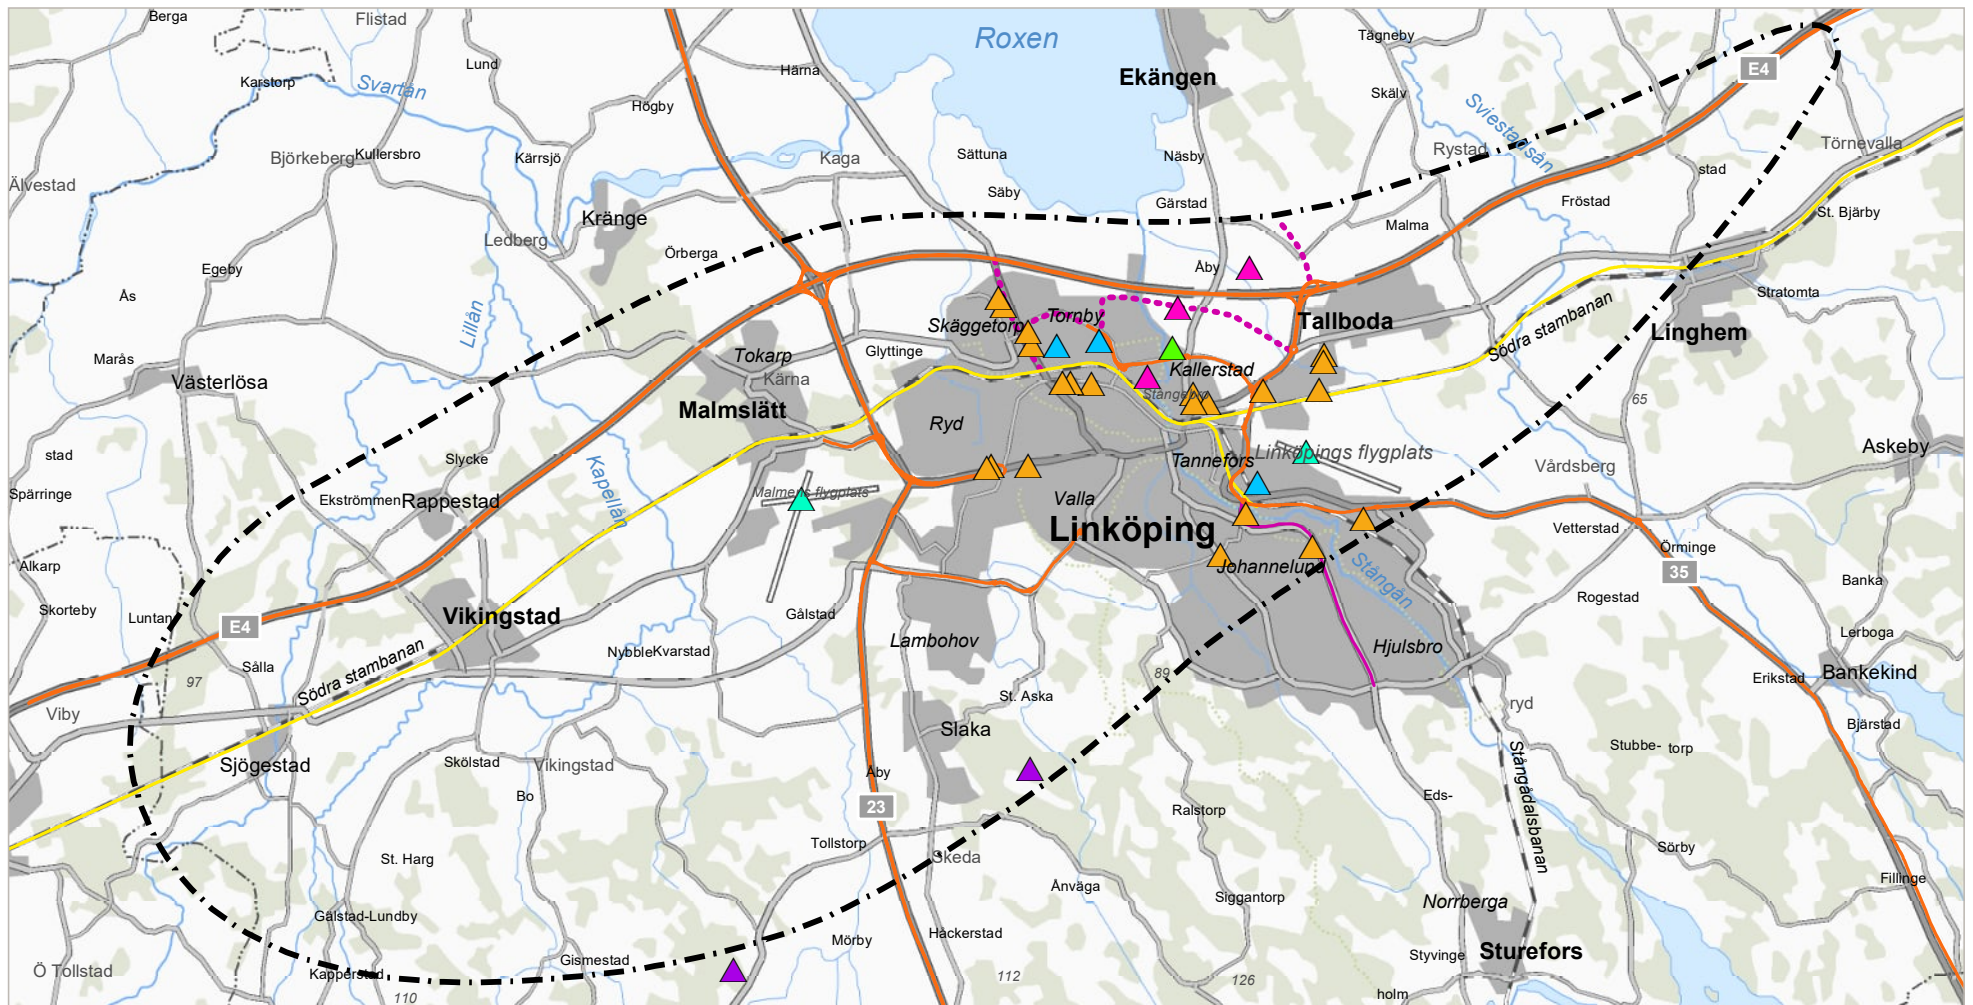 Berga
Flistad
Roxen
Tägneby
Lund
Härna
Ekängen
E4
Karstorp
Svartån
Högby
Skälv
Sviestadsån
Björkeberg
Kullersbro
Kärrsjö
Kaga
Sättuna
Näsby
Rystad
Törnevalla
Älvestad
stad
Säby
Gärstad
Fröstad
Kränge
St. Bjärby
Ledberg
Malma
Örberga
Egeby
Åby
Ås
Stratomta
Lillån
Skäggetorp
Tornby
Tallboda
Södra stambanan
Linghem
Marås
Tokarp
Glyttinge
Västerlösa
Kärna
Kallerstad
Stångebro
65
Malmslätt
Ryd
stad
Slycke
Tannefors
Linköpings flygplats
Askeby
Vårdsberg
Spärringe
Ekströmmen
Rappestad
Kapellån
Malmens flygplats
Valla
Linköping
Vetterstad
Alkarp
Johannelund
Stångån
Örminge
35
Banka
Skorteby
Luntan
E4
Vikingstad
Gålstad
Rogestad
Lambohov
Hjulsbro
Lerboga
Sålla
Nybble
Kvarstad
97
Södra stambanan
89
Erikstad
Bankekind
Viby
St. Aska
ryd
Slaka
Bjärstad
Sjögestad
Skölstad
Vikingstad
Åby
Stubbe-
torp
Stångådalsbanan
Bo
23
Ralstorp
Eds-
Tollstorp
St. Harg
Skeda
Sörby
Änväga
Siggantorp
Fillinge
Norrberga
Gälstad-Lundby
Mörby
Håckerstad
Sturefors
Ö Tollstad
Kapperstad
Gismestad
Styvinge
110
112
126
holm